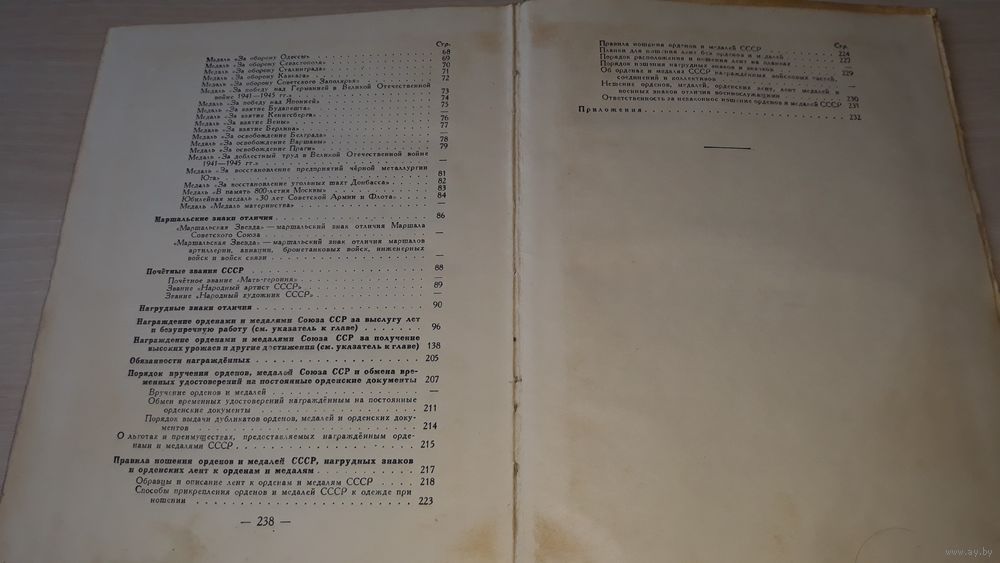 Стр.
Медаль «За оборону Одессы» . . . . . . . . . 68
Медаль «За оборону Севастополя» . . . . . . . . . 69
Медаль «За оборону Сталинграда» . . . . . . . . . 70
Медаль «За оборону Кавказа» . . . . . . . . . 71
Медаль «За оборону Советского Заполярья» . . . . . . . . . 72
Медаль «За победу над Германией в Великой Отечественной
войне 1941—1945 гг.» . . . . . . . . . 73
Медаль «За победу над Японией» . . . . . . . . . 74
Медаль «За взятие Будапешта» . . . . . . . . . 75
Медаль «За взятие Кенигсберга» . . . . . . . . . —
Медаль «За взятие Вены» . . . . . . . . . 76
Медаль «За взятие Берлина» . . . . . . . . . 77
Медаль «За освобождение Белграда» . . . . . . . . . —
Медаль «За освобождение Варшавы» . . . . . . . . . 78
Медаль «За освобождение Праги» . . . . . . . . . 79
Медаль «За доблестный труд в Великой Отечественной войне
1941—1945 гг.» . . . . . . . . . —
Медаль «За восстановление предприятий чёрной металлургии
Юга» . . . . . . . . . 81
Медаль «За восстановление угольных шахт Донбасса» . . . . 82
Медаль «В память 800-летия Москвы» . . . . . . . . . 83
Юбилейная медаль «30 лет Советской Армии и Флота» . . . . 84
Медаль «Медаль материнства» . . . . . . . . . —
Маршальские знаки отличия . . . . . . . . . 86
«Маршальская Звезда» — маршальский знак отличия Маршала
Советского Союза . . . . . . . . . —
«Маршальская Звезда» — маршальский знак отличия маршалов
артиллерии, авиации, бронетанковых войск, инженерных
войск и войск связи . . . . . . . . . —
Почётные звания СССР . . . . . . . . . 88
Почётное звание «Мать-героиня» . . . . . . . . . —
Звание «Народный артист СССР» . . . . . . . . . 89
Звание «Народный художник СССР» . . . . . . . . . —
Нагрудные знаки отличия . . . . . . . . . 90
Награждение орденами и медалями Союза ССР за выслугу лет
и безупречную работу (см. указатель к главе) . . . . . . . 96
Награждение орденами и медалями Союза ССР за получение
высоких урожаев и другие достижения (см. указатель к главе) 138
Обязанности награждённых . . . . . . . . . 205
Порядок вручения орденов, медалей Союза ССР и обмена вре-
менных удостоверений на постоянные орденские документы 207
Вручение орденов и медалей . . . . . . . . . —
Обмен временных удостоверений награждённым на постоянные
орденские документы . . . . . . . . . 211
Порядок выдачи дубликатов орденов, медалей и орденских доку-
ментов . . . . . . . . . 214
О льготах и преимуществах, предоставляемых награждённым орде-
нами и медалями СССР . . . . . . . . . 215
Правила ношения орденов и медалей СССР, нагрудных знаков
и орденских лент к орденам и медалям . . . . . . . . . 217
Образцы и описание лент к орденам и медалям СССР . . . . 218
Способы прикрепления орденов и медалей СССР к одежде при
ношении . . . . . . . . . 223
— 238 —
Стр.
Правила ношения орденов и медалей СССР . . . . . . . . . 224
Планки для ношения лент без орденов и медалей . . . . . . 227
Порядок расположения и ношения лент на планках . . . . . —
Порядок ношения нагрудных знаков и значков . . . . . . . 229
Об орденах и медалях СССР награждённых войсковых частей,
соединений и коллективов . . . . . . . . . —
Ношение орденов, медалей, орденских лент, лент медалей и
военных знаков отличия военнослужащими . . . . . . . . . 230
Ответственность за незаконное ношение орденов и медалей СССР 231
Приложения . . . . . . . . . 232
www.ay.by